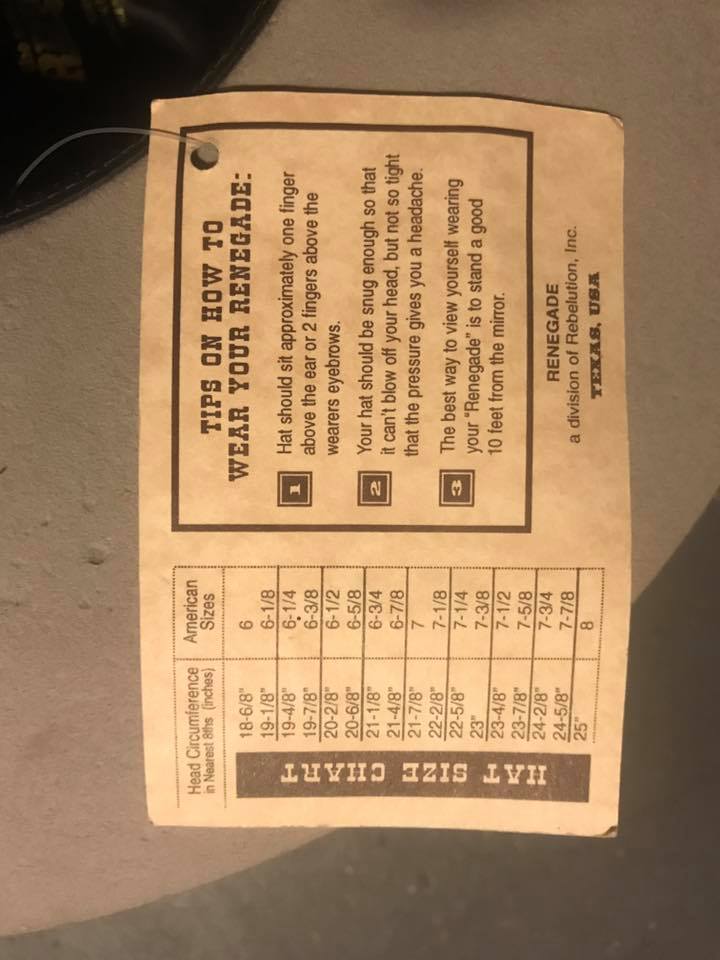 HAT SIZE CHART
Head Circumference American
in Nearest 8ths (inches) Sizes
18-6/8" 6
19-1/8" 6-1/8
19-4/8" 6-1/4
19-7/8" 6-3/8
20-2/8" 6-1/2
20-6/8" 6-5/8
21-1/8" 6-3/4
21-4/8" 6-7/8
21-7/8" 7
22-2/8" 7-1/8
22-5/8" 7-1/4
23" 7-3/8
23-4/8" 7-1/2
23-7/8" 7-5/8
24-2/8" 7-3/4
24-5/8" 7-7/8
25" 8
TIPS ON HOW TO
WEAR YOUR RENEGADE:
1 Hat should sit approximately one finger
above the ear or 2 fingers above the
wearers eyebrows.
2 Your hat should be snug enough so that
it can't blow off your head, but not so tight
that the pressure gives you a headache.
3 The best way to view yourself wearing
your "Renegade" is to stand a good
10 feet from the mirror.
RENEGADE
a division of Rebelution, Inc.
TEXAS, USA